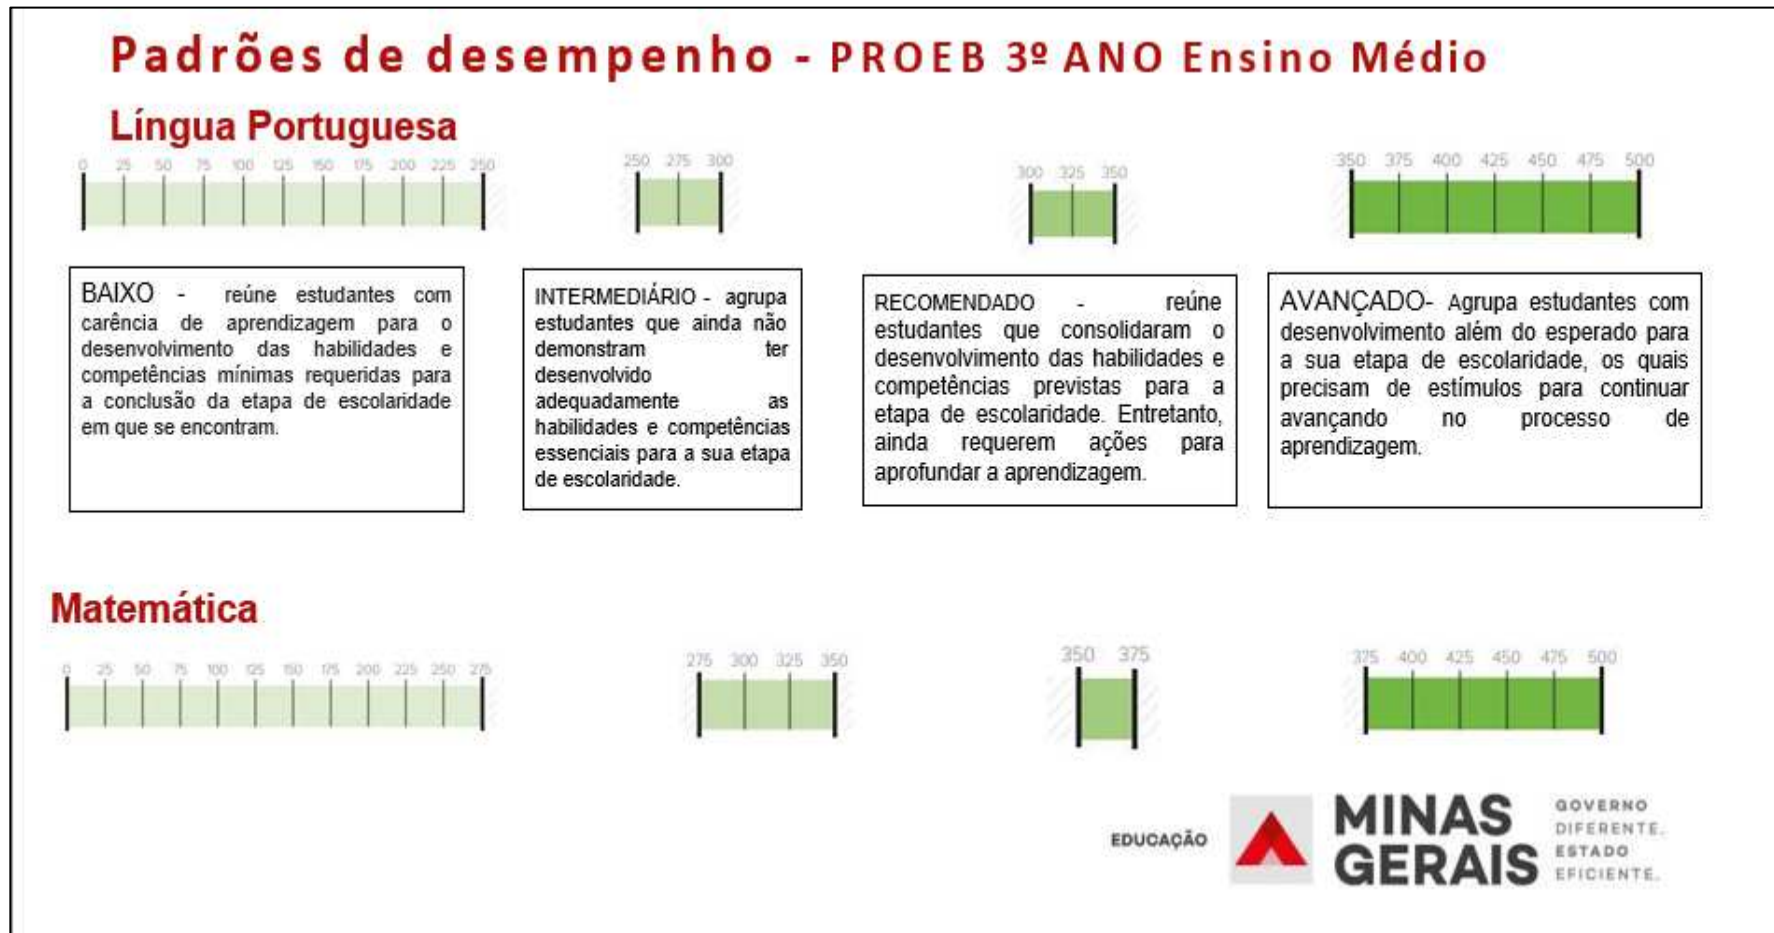 Padrões de desempenho - PROEB 3º ANO Ensino Médio
Língua Portuguesa
0 25 50 75 100 125 150 175 200 225 250
250 275 300
300 325 350
350 375 400 425 450 475 500
BAIXO - reúne estudantes com
carência de aprendizagem para o
desenvolvimento das habilidades e
competências mínimas requeridas para
a conclusão da etapa de escolaridade
em que se encontram.
INTERMEDIÁRIO - agrupa
estudantes que ainda não
demonstram ter
desenvolvido
adequadamente as
habilidades e competências
essenciais para a sua etapa
de escolaridade.
RECOMENDADO - reúne
estudantes que consolidaram o
desenvolvimento das habilidades e
competências previstas para a
etapa de escolaridade. Entretanto,
ainda requerem ações para
aprofundar a aprendizagem.
AVANÇADO- Agrupa estudantes com
desenvolvimento além do esperado para
a sua etapa de escolaridade, os quais
precisam de estímulos para continuar
avançando no processo de
aprendizagem.
Matemática
0 25 50 75 100 125 150 175 200 225 250 275
275 300 325 350
350 375
375 400 425 450 475 500
EDUCAÇÃO
MINAS
GERAIS
GOVERNO
DIFERENTE.
ESTADO
EFICIENTE.